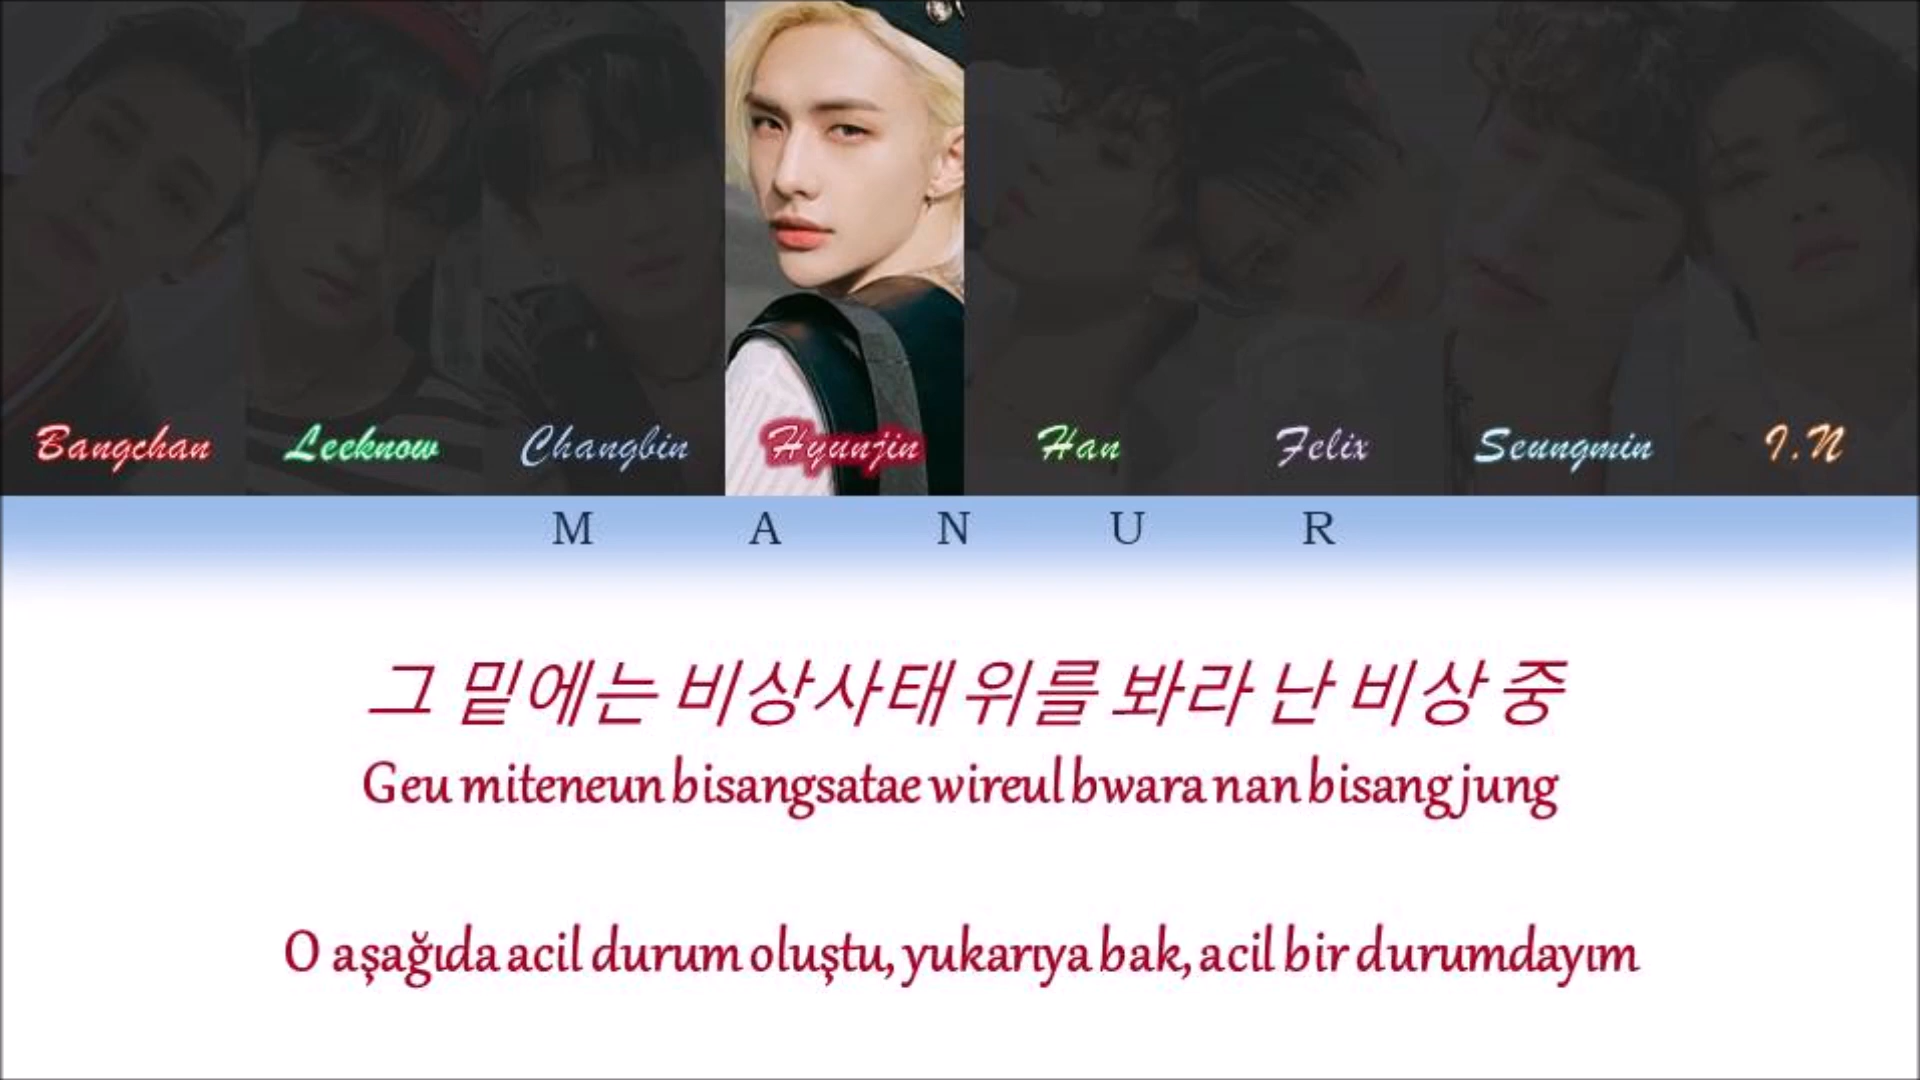 Bangchan Leeknow Changbin Hyunjin Han Felix Seungmin I.N
M A N U R
그 밑에는 비상사태 위를 봐라 난 비상 중
Geu miteneun bisangsatae wireul bwara nan bisang jung
O aşağıda acil durum oluştu, yukarıya bak, acil bir durumdayım